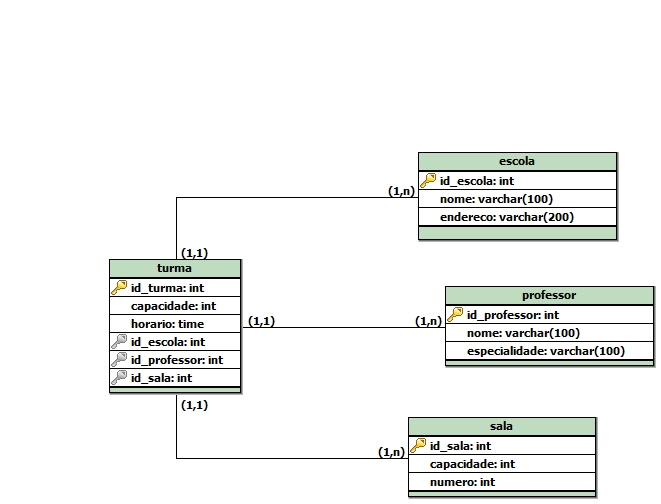 escola
id_escola: int
nome: varchar(100)
endereco: varchar(200)
(1,n)
(1,1)
turma
id_turma: int
capacidade: int
horario: time
id_escola: int
id_professor: int
id_sala: int
(1,1)
(1,n)
professor
id_professor: int
nome: varchar(100)
especialidade: varchar(100)
(1,1)
(1,n)
sala
id_sala: int
capacidade: int
numero: int